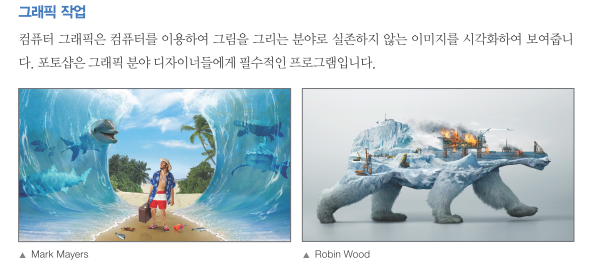 그래픽 작업
컴퓨터 그래픽은 컴퓨터를 이용하여 그림을 그리는 분야로 실존하지 않는 이미지를 시각화하여 보여줍니
다. 포토샵은 그래픽 분야 디자이너들에게 필수적인 프로그램입니다.
▲ Mark Mayers
▲ Robin Wood